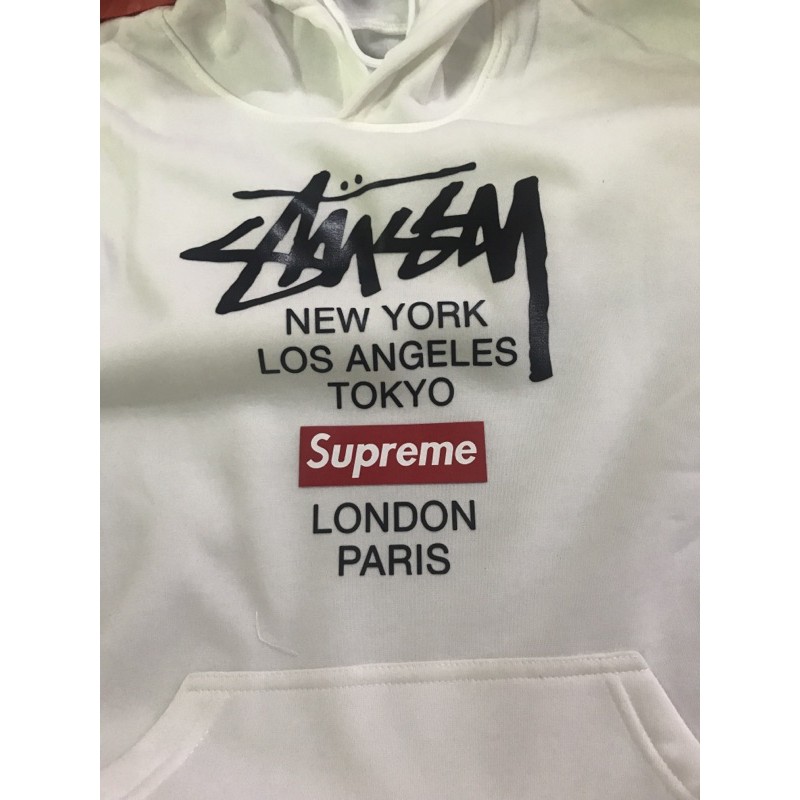 Stüssy
NEW YORK
LOS ANGELES
TOKYO
Supreme
LONDON
PARIS